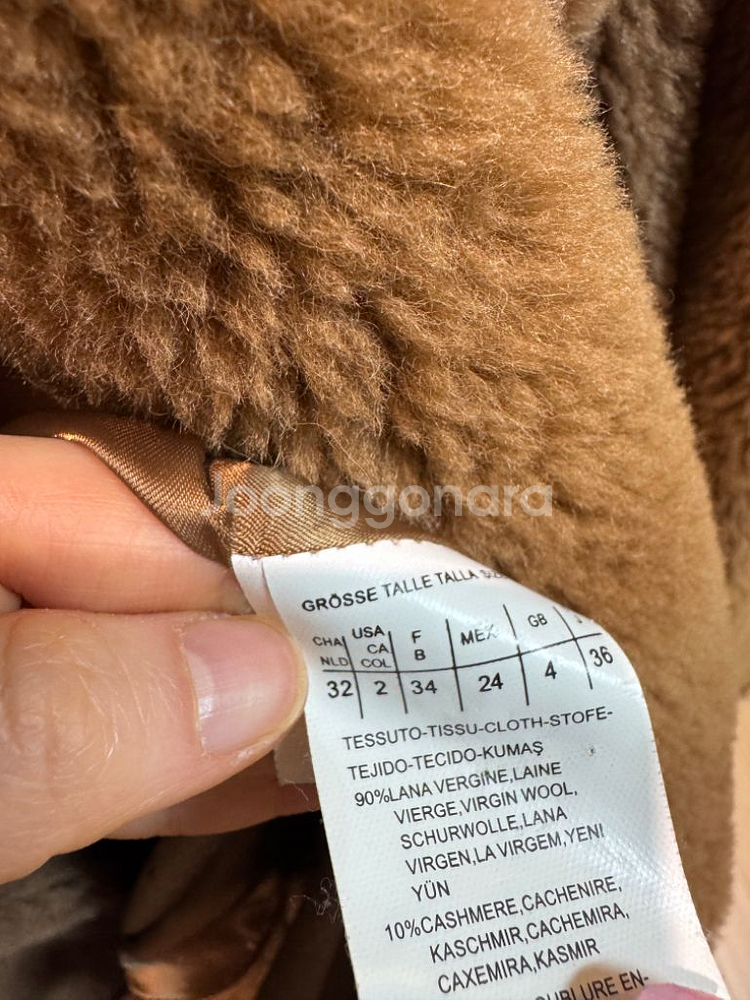 Joonggonara
GRÖSSE TALLE TALLA
CHA USA F MEX GB
NLD CA B
COL
32 2 34 24 4 36
TESSUTO-TISSU-CLOTH-STOFE-
TEJIDO-TECIDO-KUMAŞ
90%LANA VERGINE,LAINE
VIERGE,VIRGIN WOOL,
SCHURWOLLE,LANA
VIRGEN,LA VIRGEM,YENI
YÜN
10%CASHMERE,CACHENIRE,
KASCHMIR,CACHEMIRA,
CAXEMIRA,KASMIR